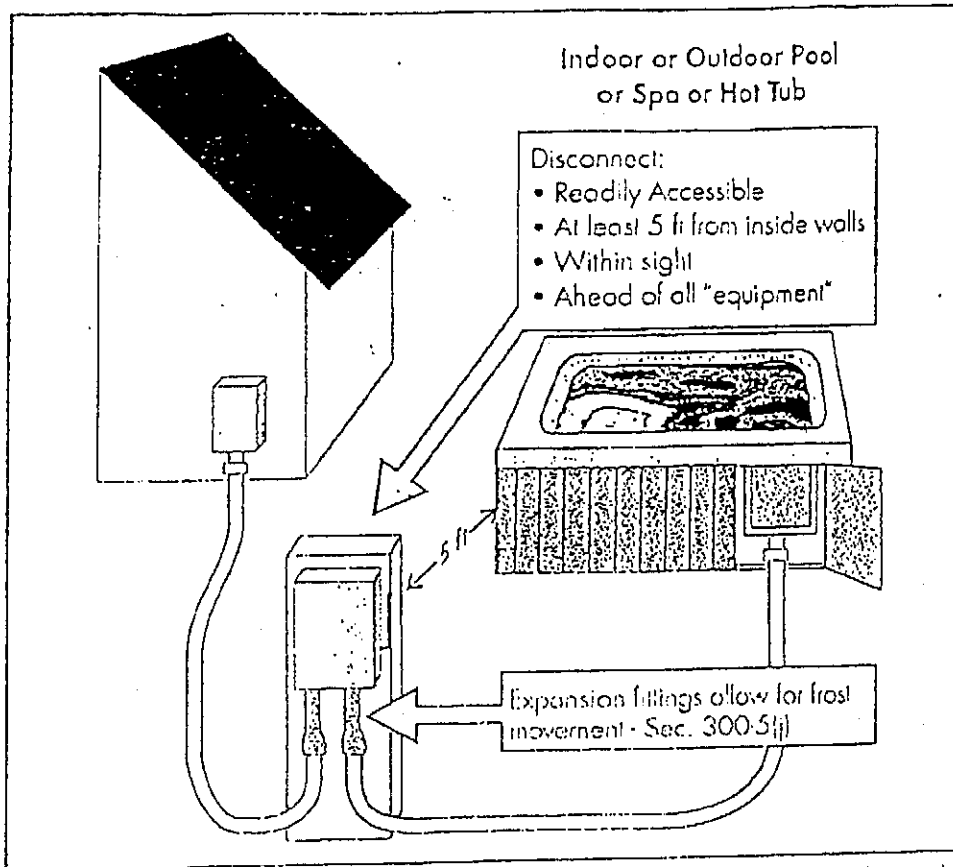 Indoor or Outdoor Pool
or Spa or Hot Tub
Disconnect:
• Readily Accessible
• At least 5 ft from inside walls
• Within sight
• Ahead of all "equipment"
5 ft
Expansion fittings allow for frost
movement - Sec. 300-5(j)